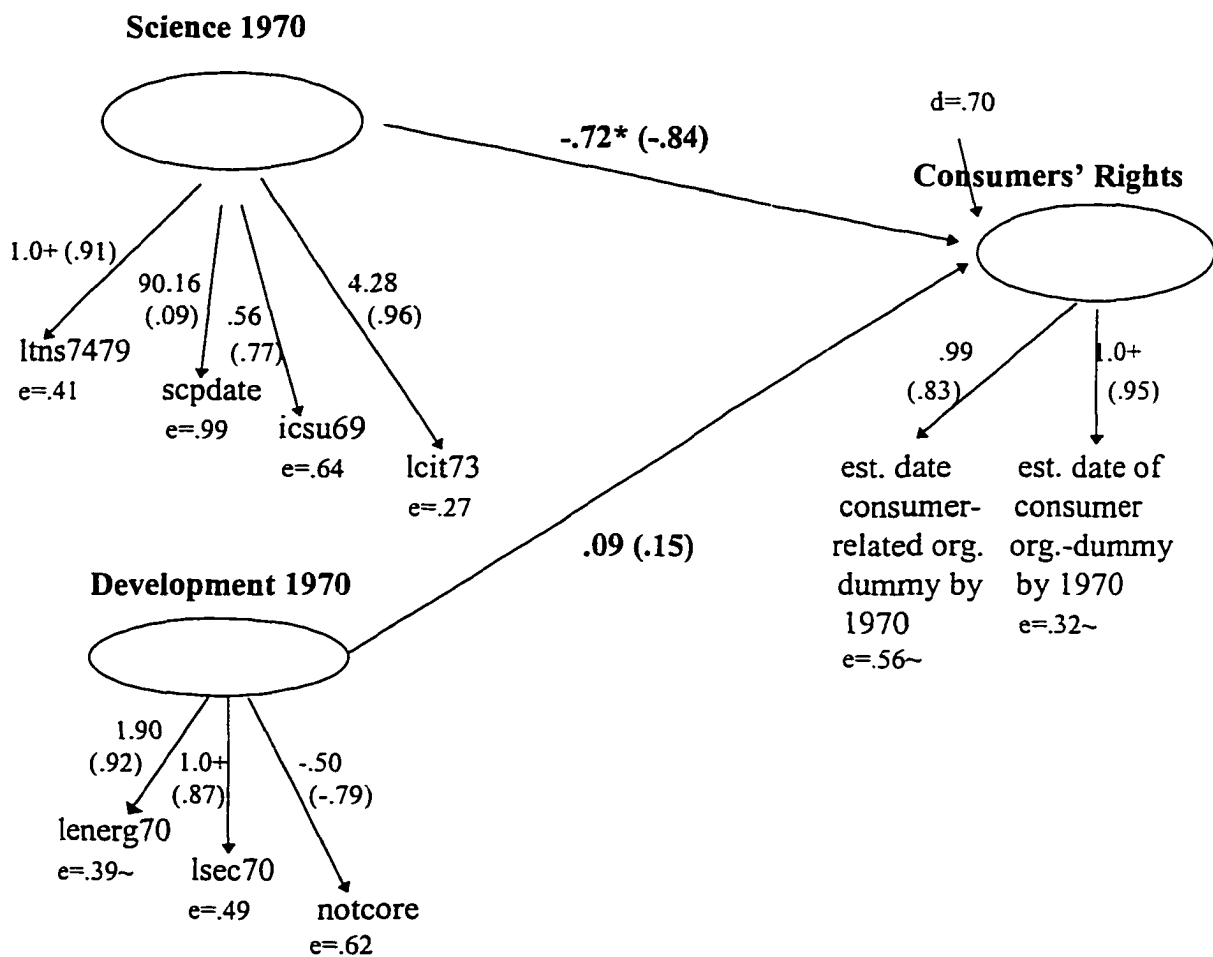 Science 1970
d=.70
-.72* (-.84)
Consumers' Rights
1.0+ (.91)
90.16
(.09)
.56
(.77)
4.28
(.96)
ltns7479
e=.41
scpdate
e=.99
icsu69
e=.64
lcit73
e=.27
.99
(.83)
1.0+
(.95)
est. date
consumer-
related org.
dummy by
1970
e=.56~
est. date of
consumer
org.-dummy
by 1970
e=.32~
.09 (.15)
Development 1970
1.90
(.92)
1.0+
(.87)
-.50
(-.79)
lenerg70
e=.39~
lsec70
e=.49
notcore
e=.62